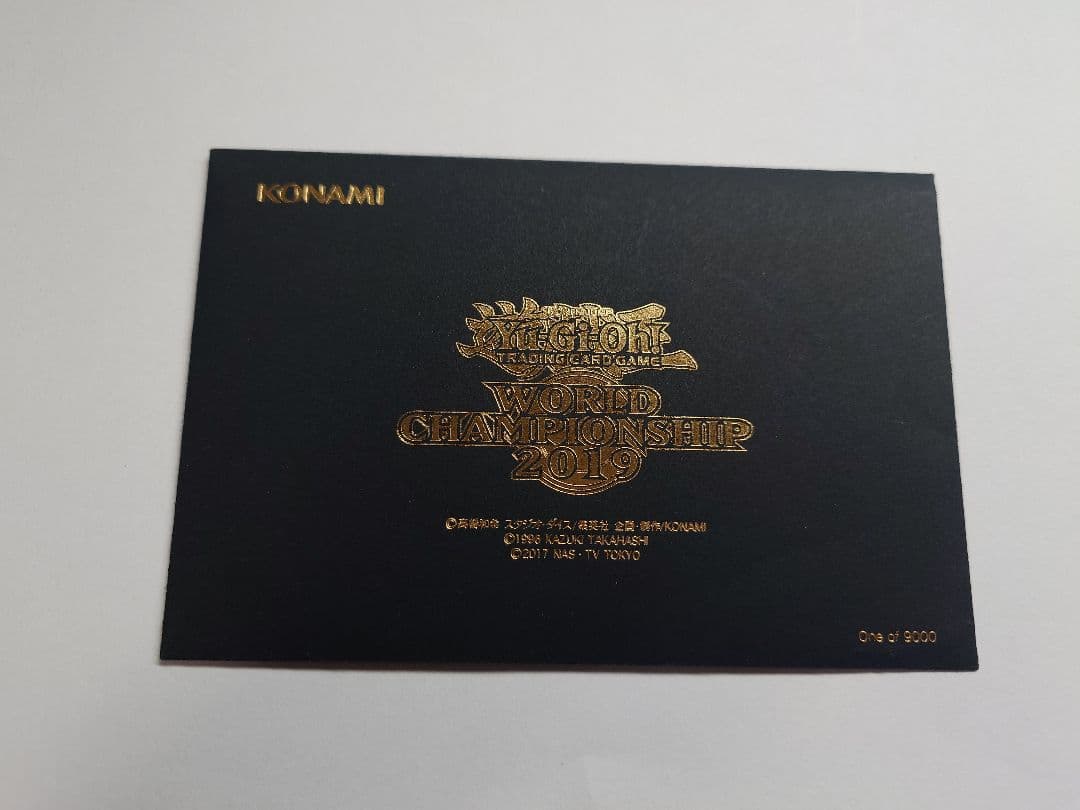 KONAMI
Yu-Gi-Oh!
TRADING CARD GAME
WORLD
CHAMPIONSHIP
2019
©高橋和希 スタジオ・ダイス/集英社 企画・制作/KONAMI
©1996 KAZUKI TAKAHASHI
©2017 NAS・TV TOKYO
One of 9000